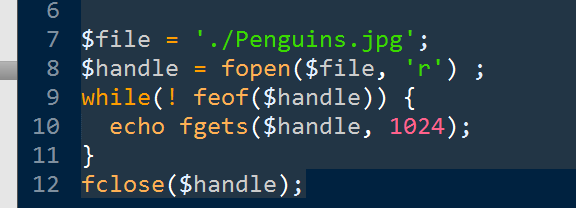 6
7 $file = './Penguins.jpg';
8 $handle = fopen($file, 'r') ;
9 while(! feof($handle)) {
10 echo fgets($handle, 1024);
11 }
12 fclose($handle);